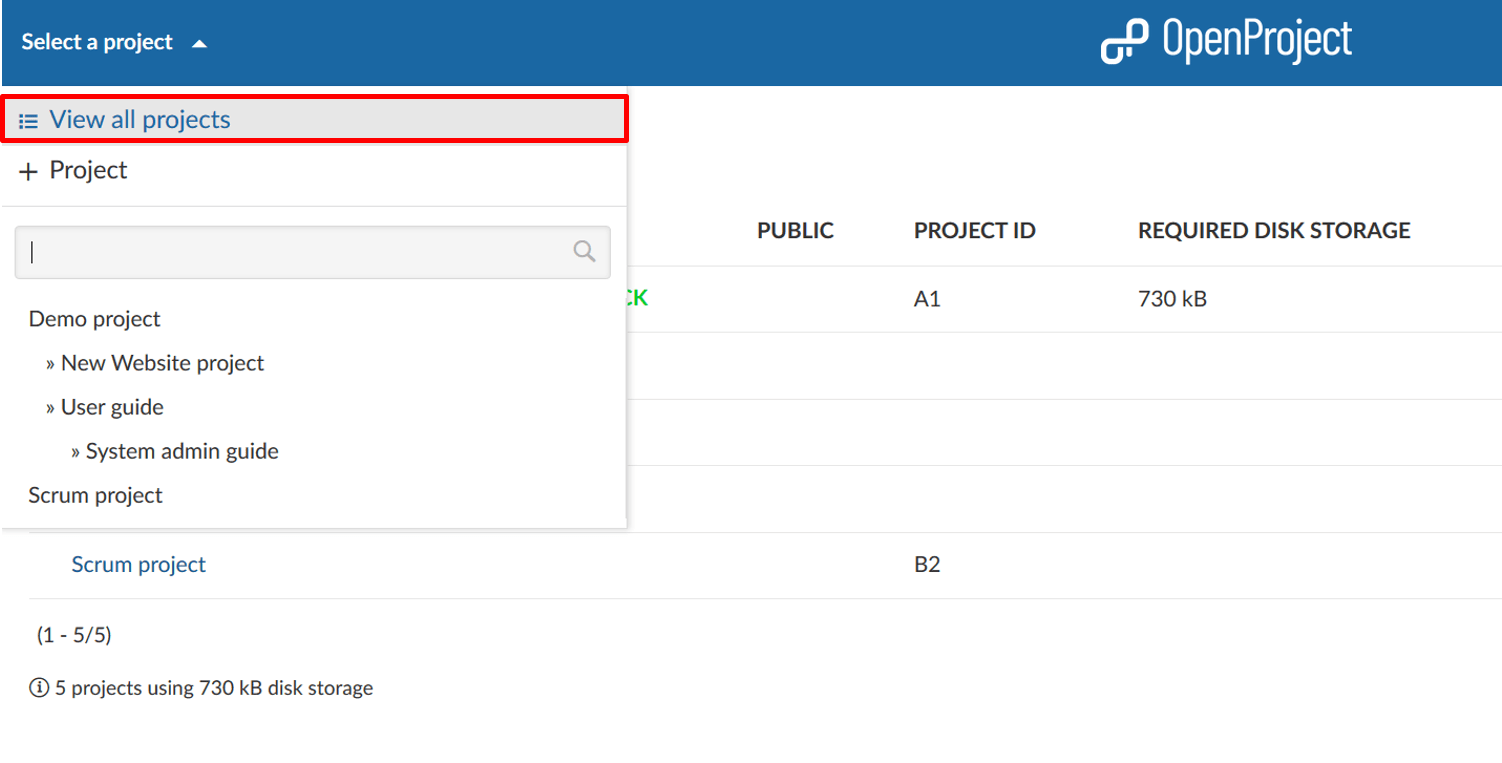 Select a project
OpenProject
View all projects
+ Project
PUBLIC PROJECT ID REQUIRED DISK STORAGE
A1 730 kB
Demo project
» New Website project
» User guide
» System admin guide
Scrum project
Scrum project B2
(1 - 5/5)
5 projects using 730 kB disk storage